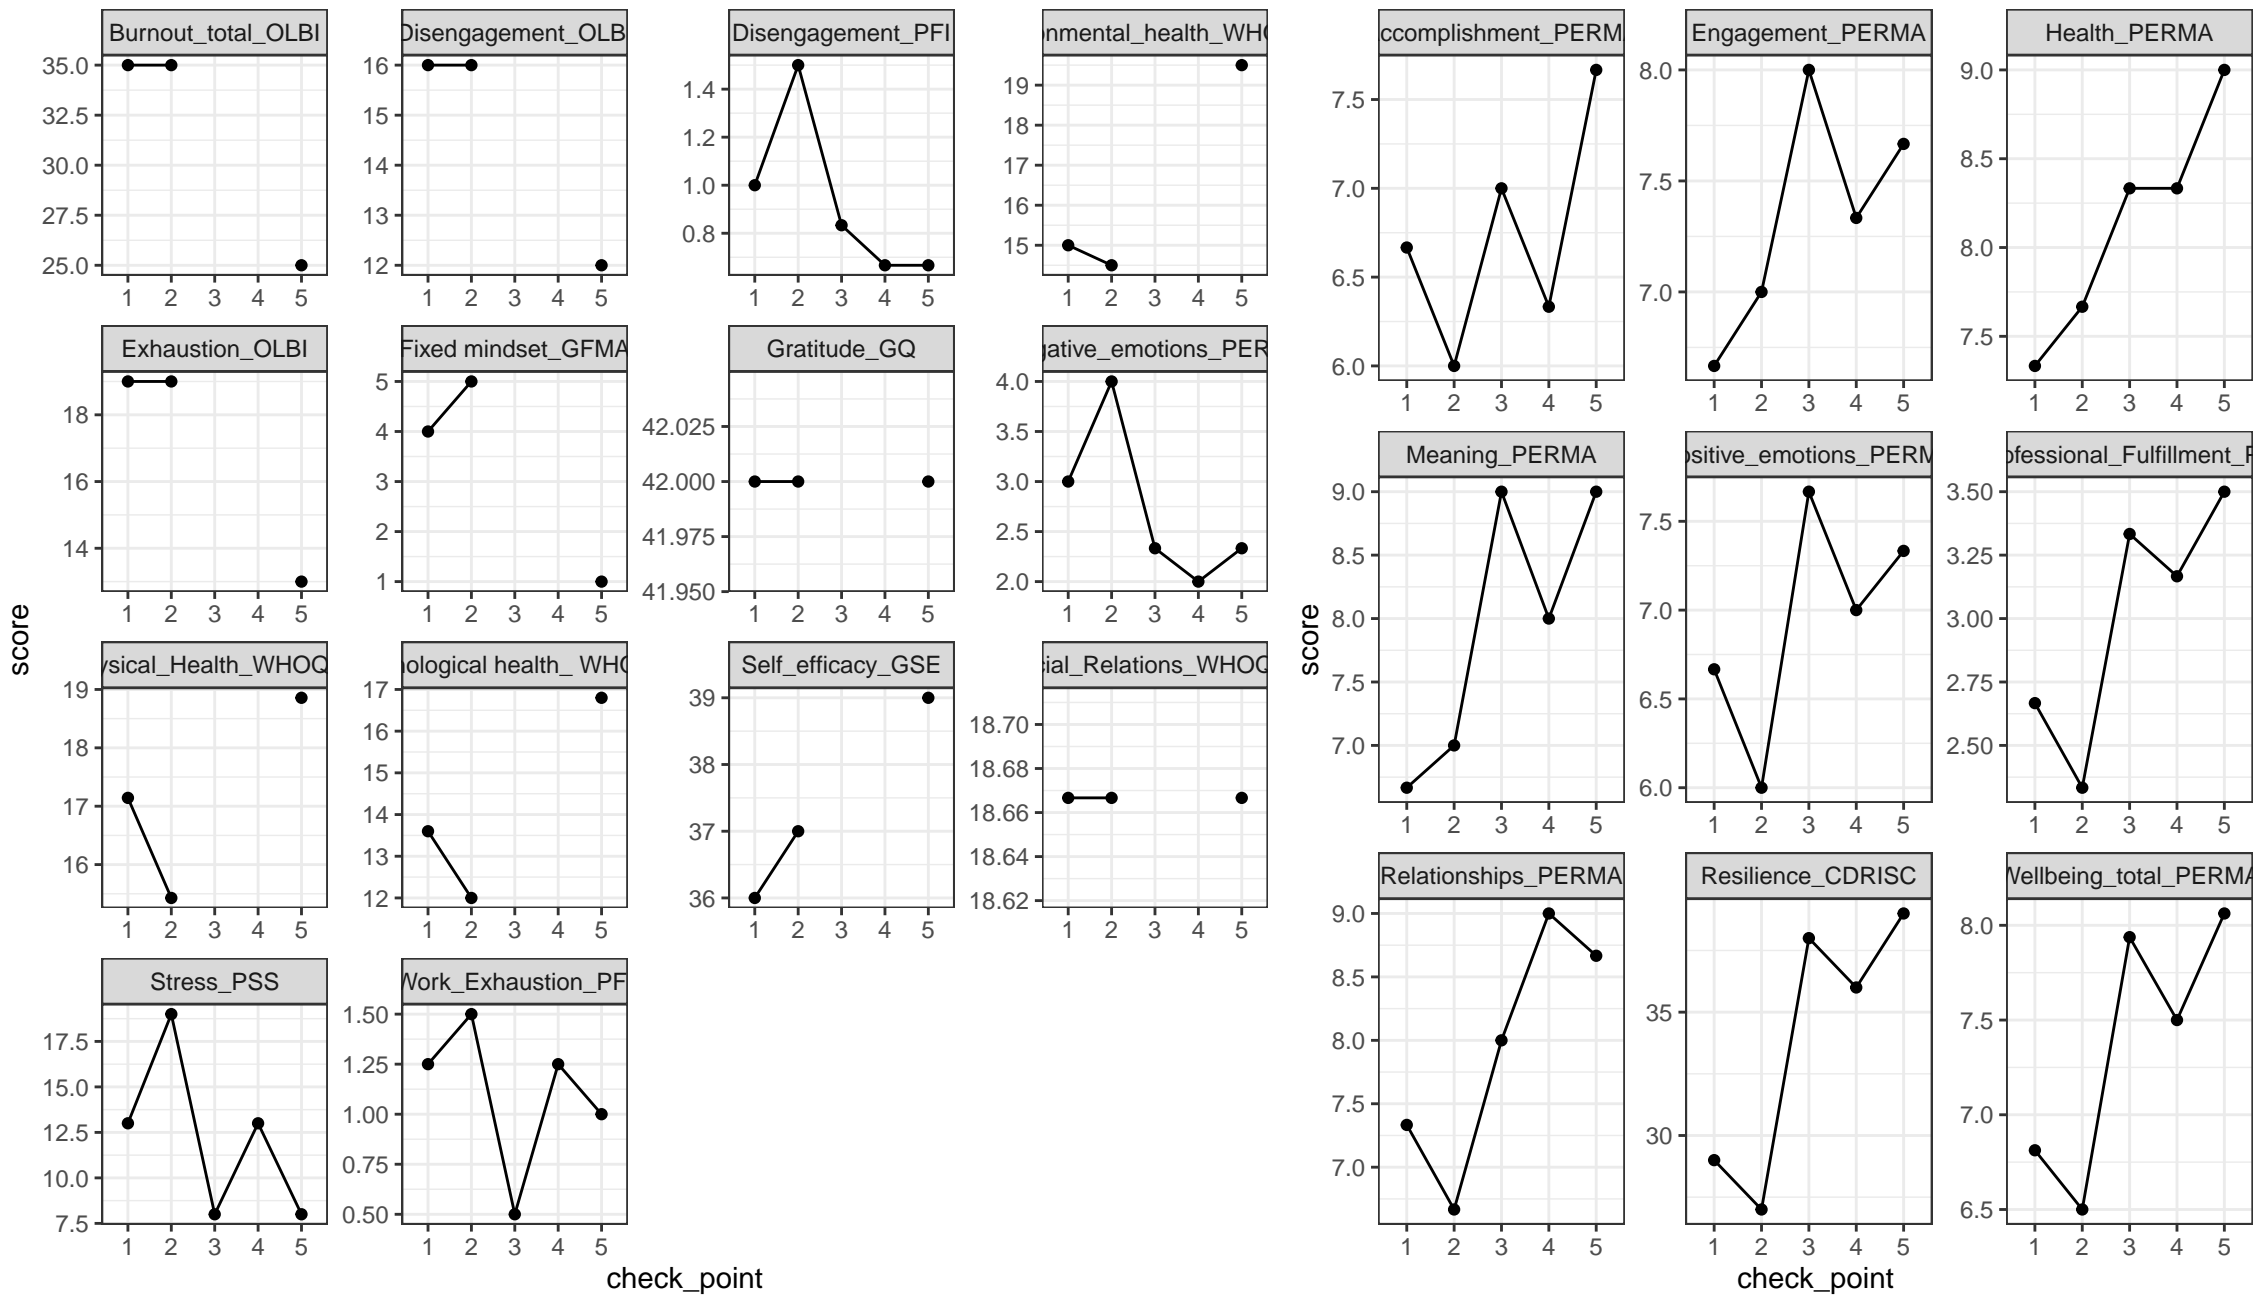 Burnout_total_OLBI
Disengagement_OLB
Disengagement_PFI
onmental_health_WHO
35.0
32.5
30.0
27.5
25.0
1 2 3 4 5
16
15
14
13
12
1 2 3 4 5
1.4
1.2
1.0
0.8
1 2 3 4 5
19
18
17
16
15
1 2 3 4 5
Exhaustion_OLBI
Fixed mindset_GFMA
Gratitude_GQ
gative_emotions_PER
18
16
14
1 2 3 4 5
5
4
3
2
1
1 2 3 4 5
42.025
42.000
41.975
41.950
1 2 3 4 5
4.0
3.5
3.0
2.5
2.0
1 2 3 4 5
ysical_Health_WHOQ
nological health_ WHO
Self_efficacy_GSE
cial_Relations_WHOQ
19
18
17
16
1 2 3 4 5
17
16
15
14
13
12
1 2 3 4 5
39
38
37
36
1 2 3 4 5
18.70
18.68
18.66
18.64
18.62
1 2 3 4 5
Stress_PSS
Work_Exhaustion_PF
17.5
15.0
12.5
10.0
7.5
1 2 3 4 5
1.50
1.25
1.00
0.75
0.50
1 2 3 4 5
score
check_point
ccomplishment_PERM
Engagement_PERMA
Health_PERMA
7.5
7.0
6.5
6.0
1 2 3 4 5
8.0
7.5
7.0
1 2 3 4 5
9.0
8.5
8.0
7.5
1 2 3 4 5
Meaning_PERMA
ositive_emotions_PERM
ofessional_Fulfillment_P
9.0
8.5
8.0
7.5
7.0
1 2 3 4 5
7.5
7.0
6.5
6.0
1 2 3 4 5
3.50
3.25
3.00
2.75
2.50
1 2 3 4 5
Relationships_PERMA
Resilience_CDRISC
Wellbeing_total_PERMA
9.0
8.5
8.0
7.5
7.0
1 2 3 4 5
35
30
1 2 3 4 5
8.0
7.5
7.0
6.5
1 2 3 4 5
score
check_point